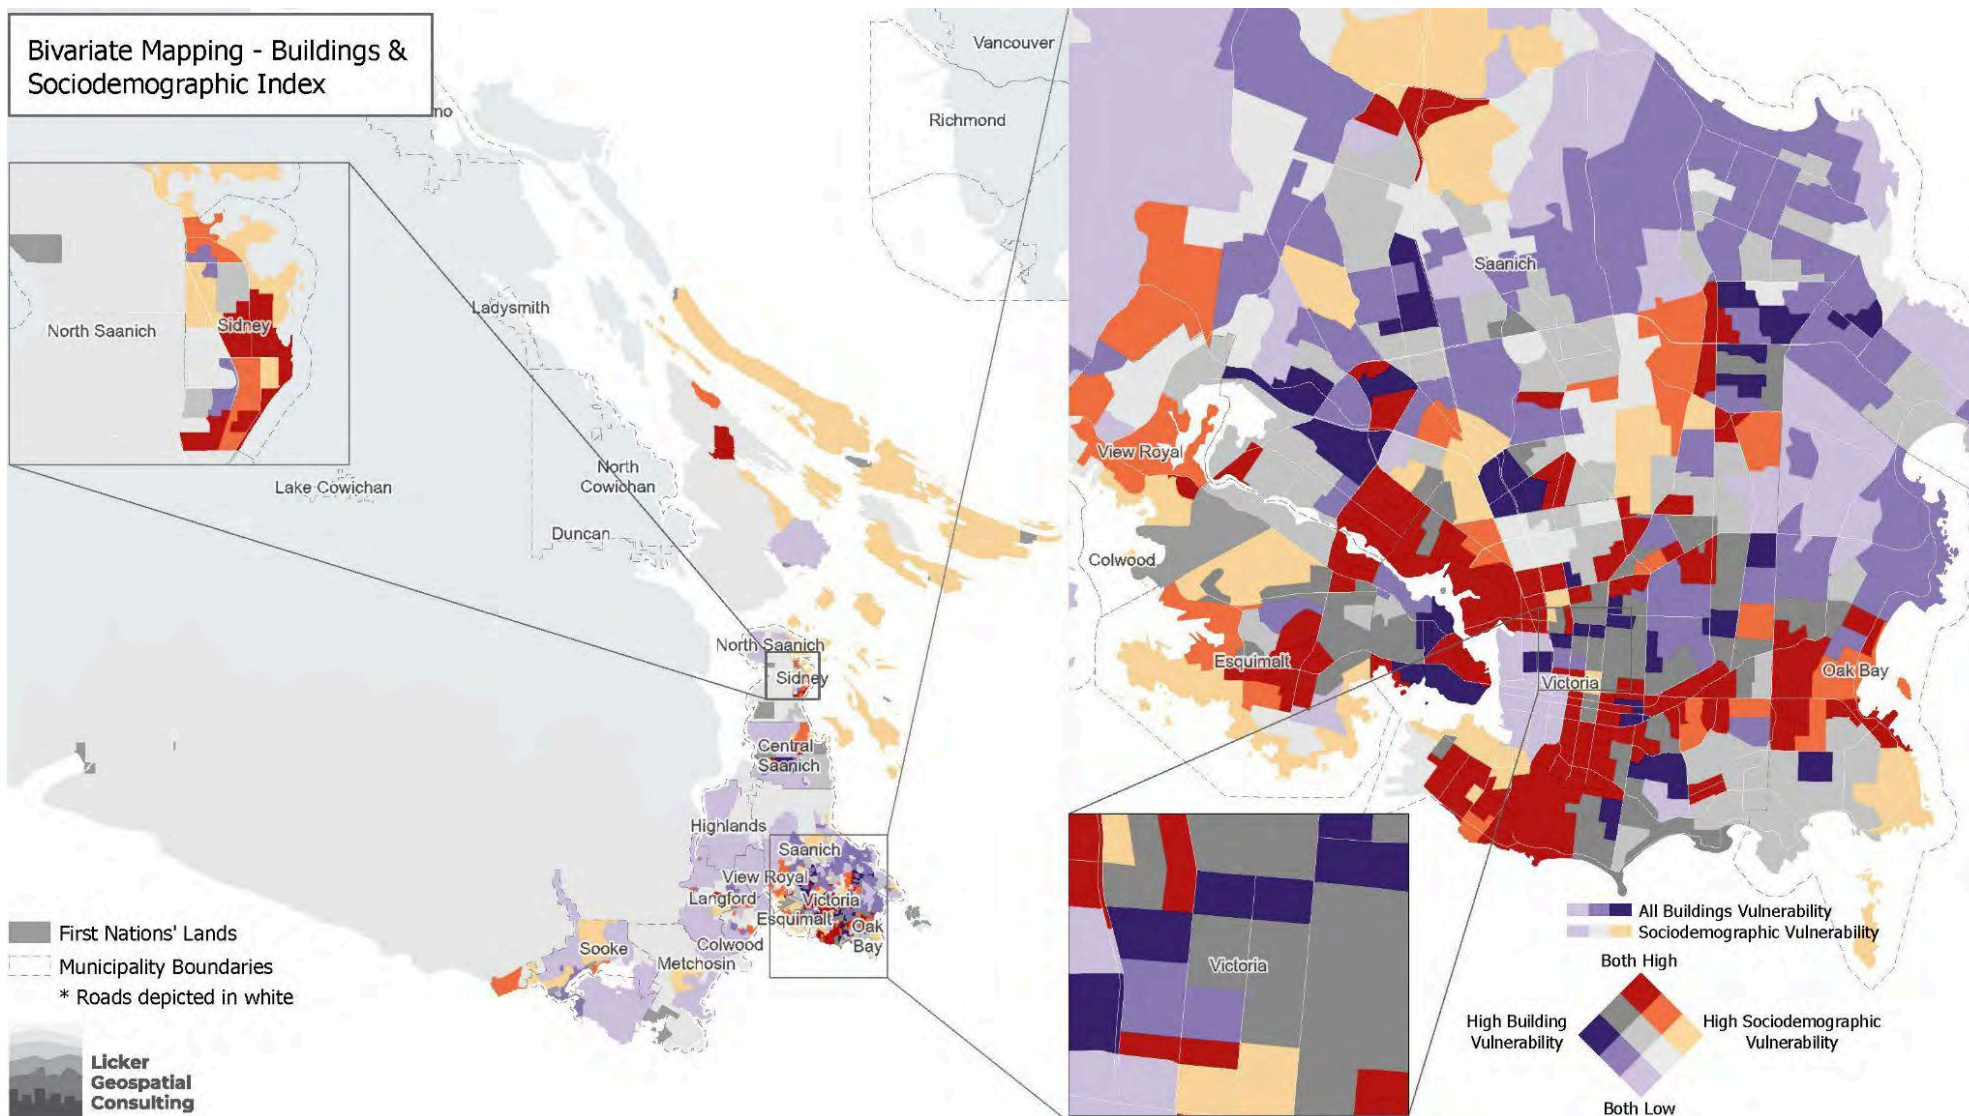 Bivariate Mapping - Buildings &
Sociodemographic Index
no
Vancouver
Richmond
North Saanich
Sidney
Ladysmith
Lake Cowichan
North
Cowichan
Duncan
North Saanich
Sidney
Central
Saanich
Highlands
Saanich
View Royal
Langford
Victoria
Esquimalt
Oak
Bay
Colwood
Sooke
Metchosin
Saanich
View Royal
Colwood
Esquimalt
Victoria
Oak Bay
Victoria
First Nations' Lands
Municipality Boundaries
* Roads depicted in white
Licker
Geospatial
Consulting
All Buildings Vulnerability
Sociodemographic Vulnerability
Both High
High Building
Vulnerability
High Sociodemographic
Vulnerability
Both Low